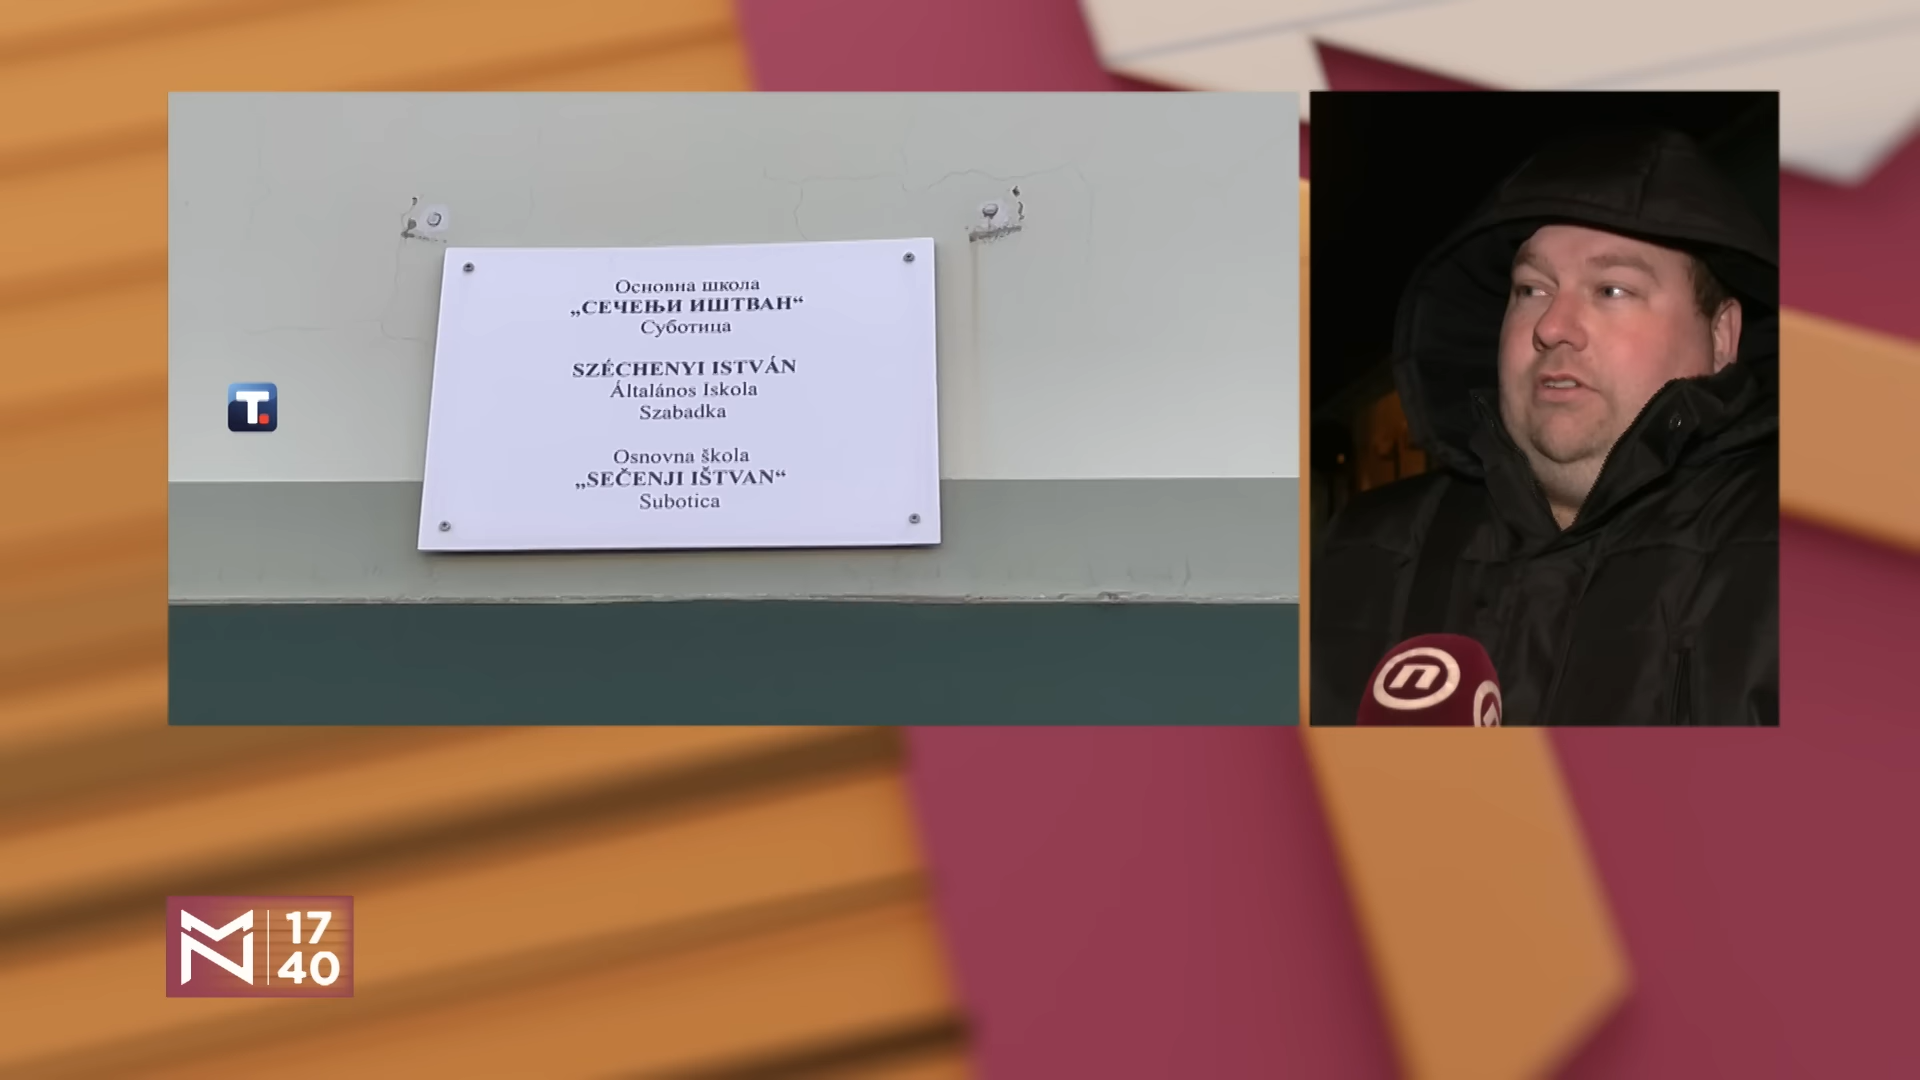 Основна школа
„СЕЧЕЊИ ИШТВАН“
Суботица
SZÉCHENYI ISTVÁN
Általános Iskola
Szabadka
Osnovna škola
„SEČENJI IŠTVAN“
Subotica
T.
n
17
40